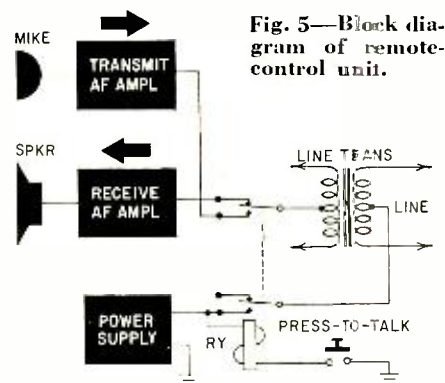 Fig. 5—Block dia-
gram of remote-
control unit.
MIKE
TRANSMIT
AF AMPL
SPKR
RECEIVE
AF AMPL
LINE TRANS
LINE
POWER
SUPPLY
RY
PRESS-TO-TALK